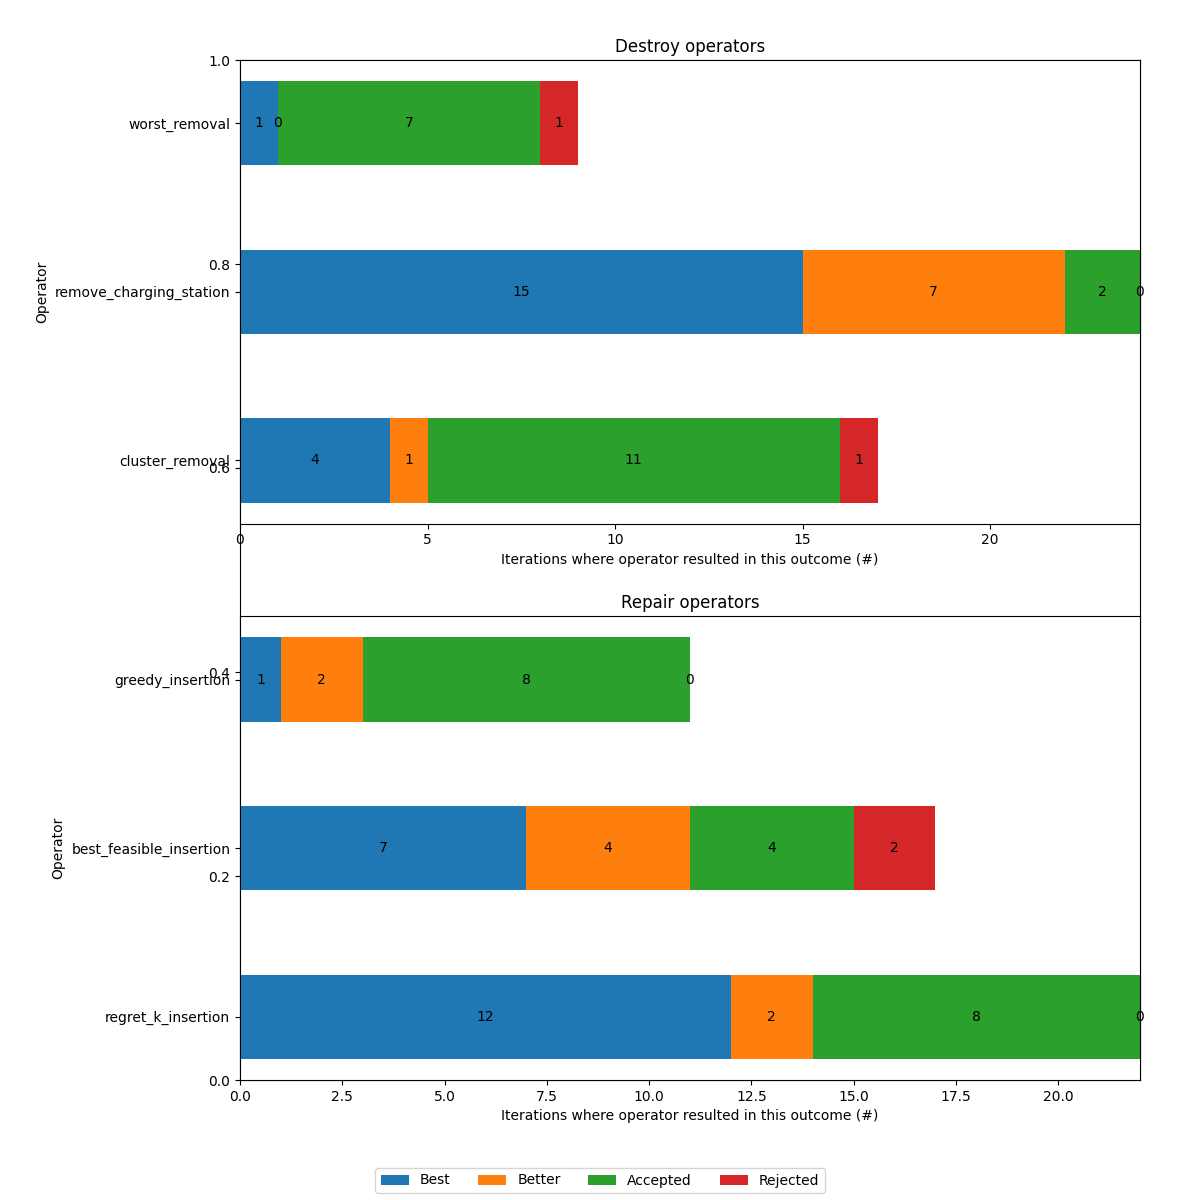 Destroy operators
1.0
worst_removal 1 0 7 1
0.8
remove_charging_station 15 7 2 0
Operator
cluster_removal 4 1 11 1
0.6
0 5 10 15 20
Iterations where operator resulted in this outcome (#)
Repair operators
0.4
greedy_insertion 1 2 8 0
Operator
best_feasible_insertion 7 4 4 2
0.2
regret_k_insertion 12 2 8 0
0.0
0.0 2.5 5.0 7.5 10.0 12.5 15.0 17.5 20.0
Iterations where operator resulted in this outcome (#)
Best Better Accepted Rejected